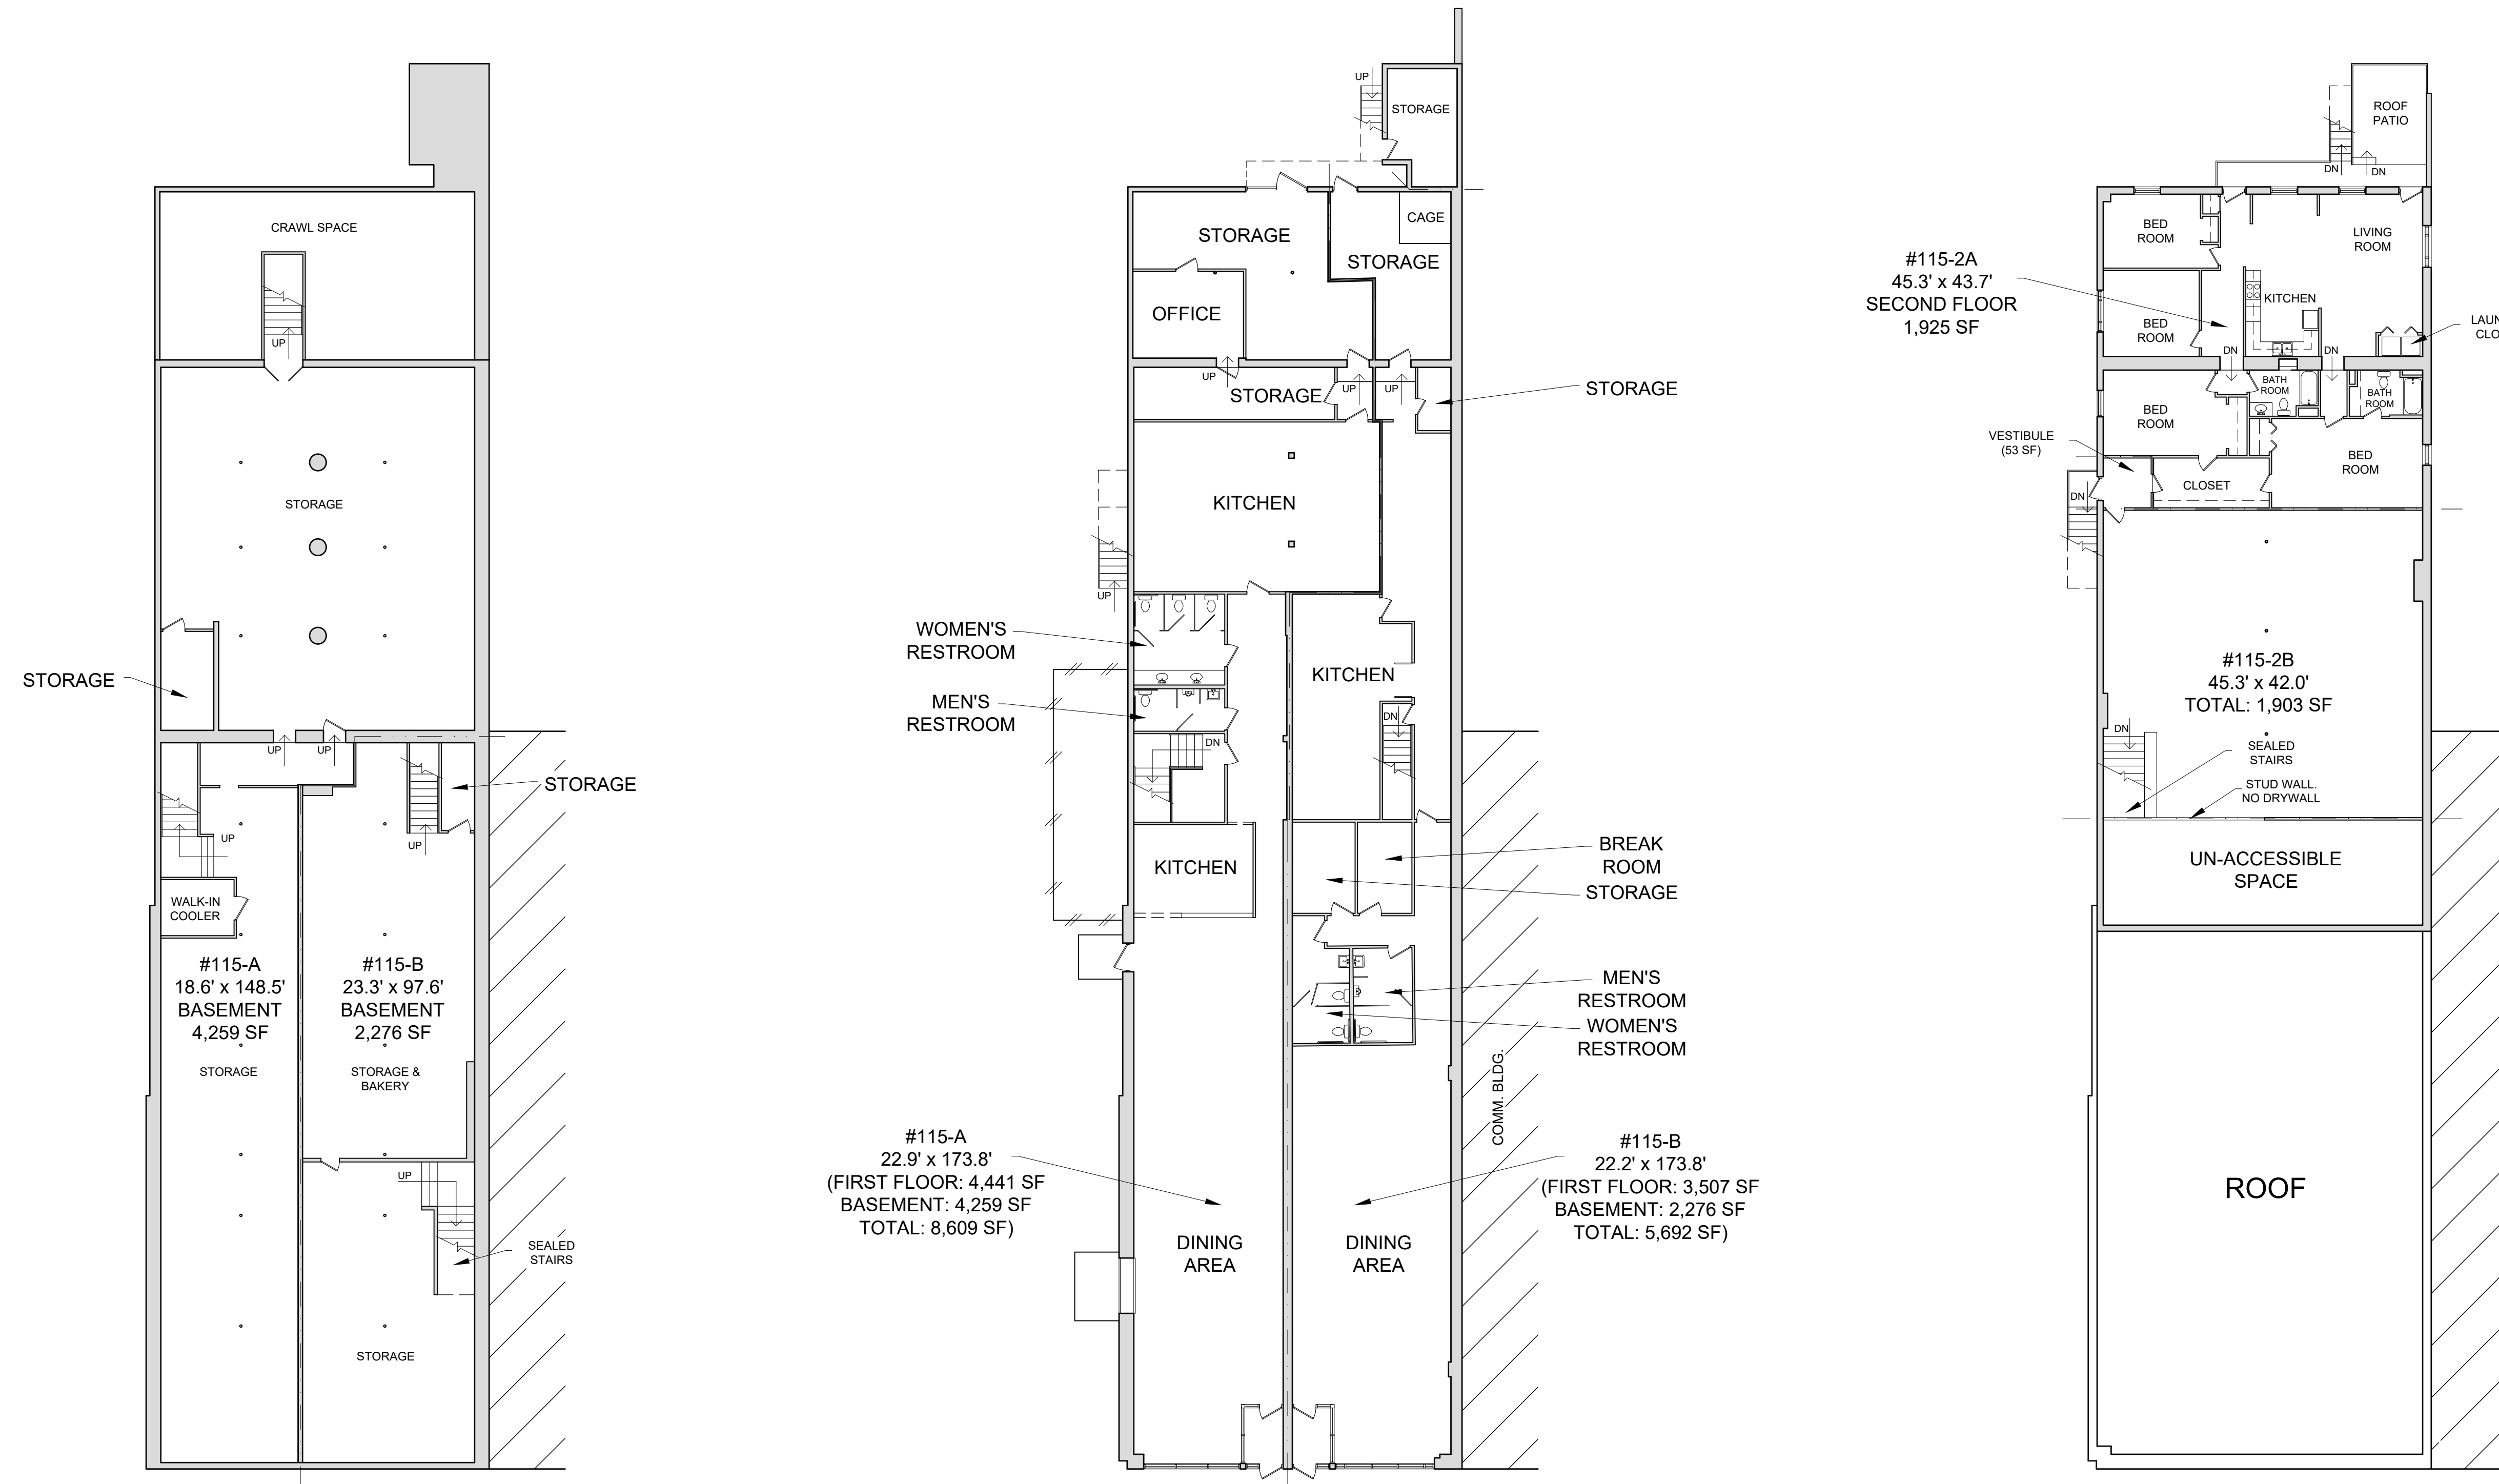 CRAWL SPACE
UP
STORAGE
STORAGE
UP
UP
STORAGE
UP
UP
WALK-IN
COOLER
#115-A
18.6' x 148.5'
BASEMENT
4,259 SF
STORAGE
#115-B
23.3' x 97.6'
BASEMENT
2,276 SF
STORAGE &
BAKERY
UP
SEALED
STAIRS
STORAGE
UP
STORAGE
CAGE
STORAGE
STORAGE
OFFICE
UP
STORAGE
UP
UP
STORAGE
KITCHEN
UP
WOMEN'S
RESTROOM
MEN'S
RESTROOM
KITCHEN
DN
DN
KITCHEN
BREAK
ROOM
STORAGE
MEN'S
RESTROOM
WOMEN'S
RESTROOM
COMM. BLDG.
#115-A
22.9' x 173.8'
(FIRST FLOOR: 4,441 SF
BASEMENT: 4,259 SF
TOTAL: 8,609 SF)
#115-B
22.2' x 173.8'
(FIRST FLOOR: 3,507 SF
BASEMENT: 2,276 SF
TOTAL: 5,692 SF)
DINING
AREA
DINING
AREA
ROOF
PATIO
DN
DN
BED
ROOM
LIVING
ROOM
#115-2A
45.3' x 43.7'
SECOND FLOOR
1,925 SF
KITCHEN
BED
ROOM
LAUN
CLO
DN
DN
BATH
ROOM
BATH
ROOM
BED
ROOM
VESTIBULE
(53 SF)
BED
ROOM
CLOSET
DN
#115-2B
45.3' x 42.0'
TOTAL: 1,903 SF
DN
SEALED
STAIRS
STUD WALL.
NO DRYWALL
UN-ACCESSIBLE
SPACE
ROOF